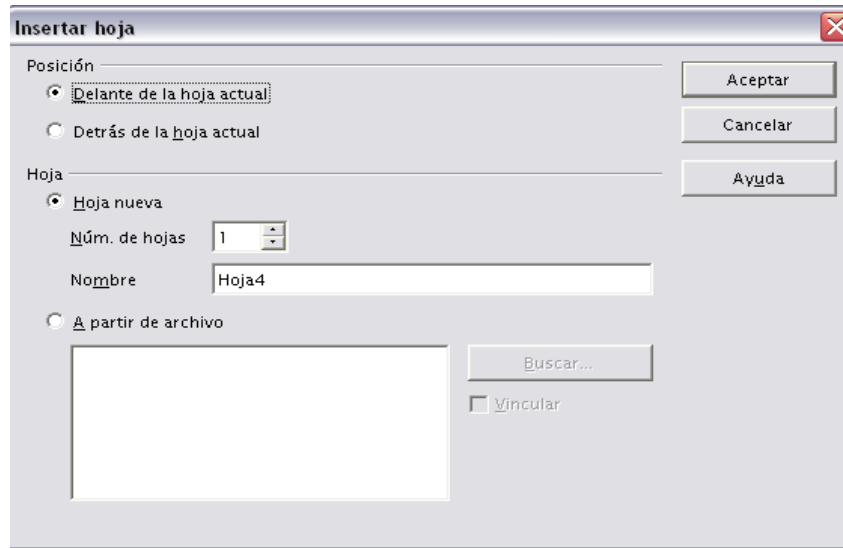 Insertar hoja
Posición
Delante de la hoja actual
Detrás de la hoja actual
Aceptar
Cancelar
Ayuda
Hoja
Hoja nueva
Núm. de hojas 1
Nombre Hoja4
A partir de archivo
Buscar...
Vincular